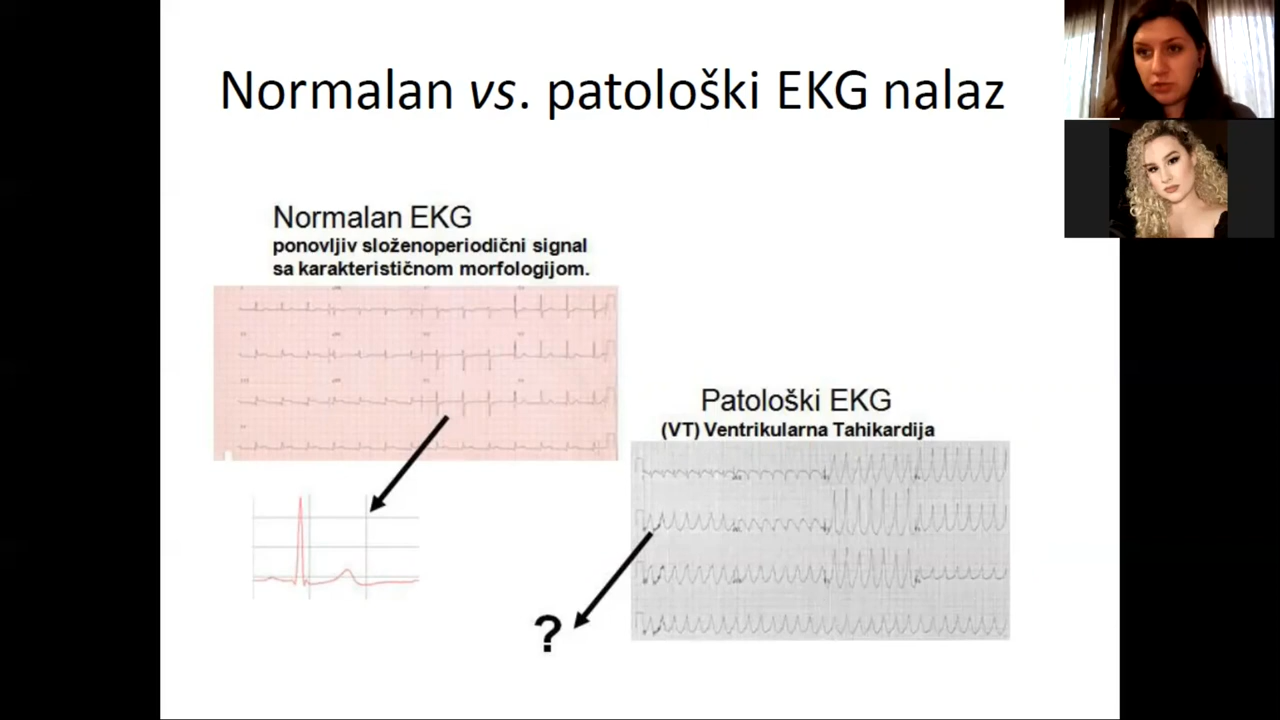 Normalan vs. patološki EKG nalaz
Normalan EKG
ponovljiv složenoperiodični signal
sa karakterističnom morfologijom.
Patološki EKG
(VT) Ventrikularna Tahikardija
?